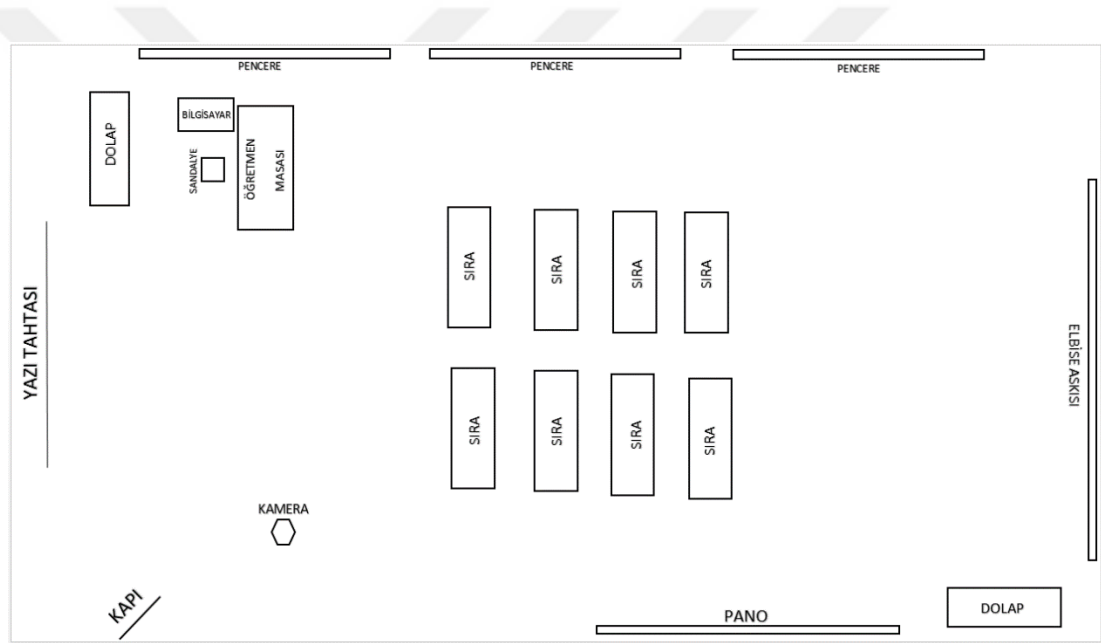 PENCERE
PENCERE
PENCERE
DOLAP
BİLGİSAYAR
SANDALYE
ÖĞRETMEN
MASASI
SIRA
SIRA
SIRA
SIRA
YAZI TAHTASI
ELBİSE ASKISI
SIRA
SIRA
SIRA
SIRA
KAMERA
KAPI
PANO
DOLAP